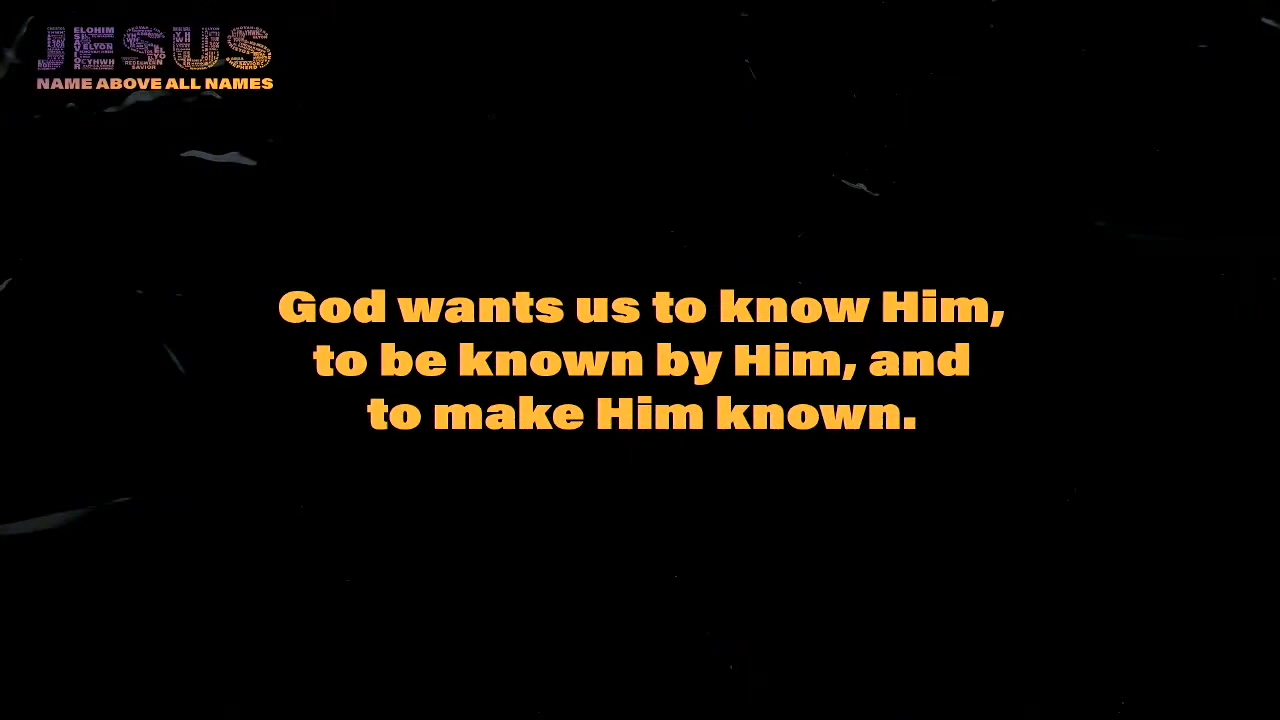 JESUS
NAME ABOVE ALL NAMES
God wants us to know Him,
to be known by Him, and
to make Him known.